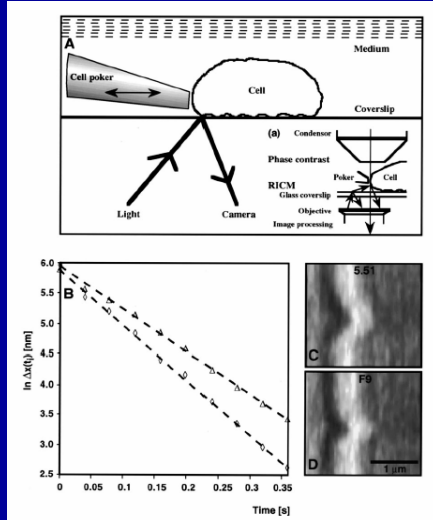 A
Medium
Cell poker
Cell
Coverslip
(a)
Condensor
Phase contrast
Poker Cell
RICM
Glass coverslip
Objective
Image processing
Light
Camera
6.0
5.5
5.0
4.5
4.0
3.5
3.0
2.5
ln Δx(tᵢ) [nm]
B
0 0.05 0.1 0.15 0.2 0.25 0.3 0.35
Time [s]
5.51
C
F9
D
1 μm